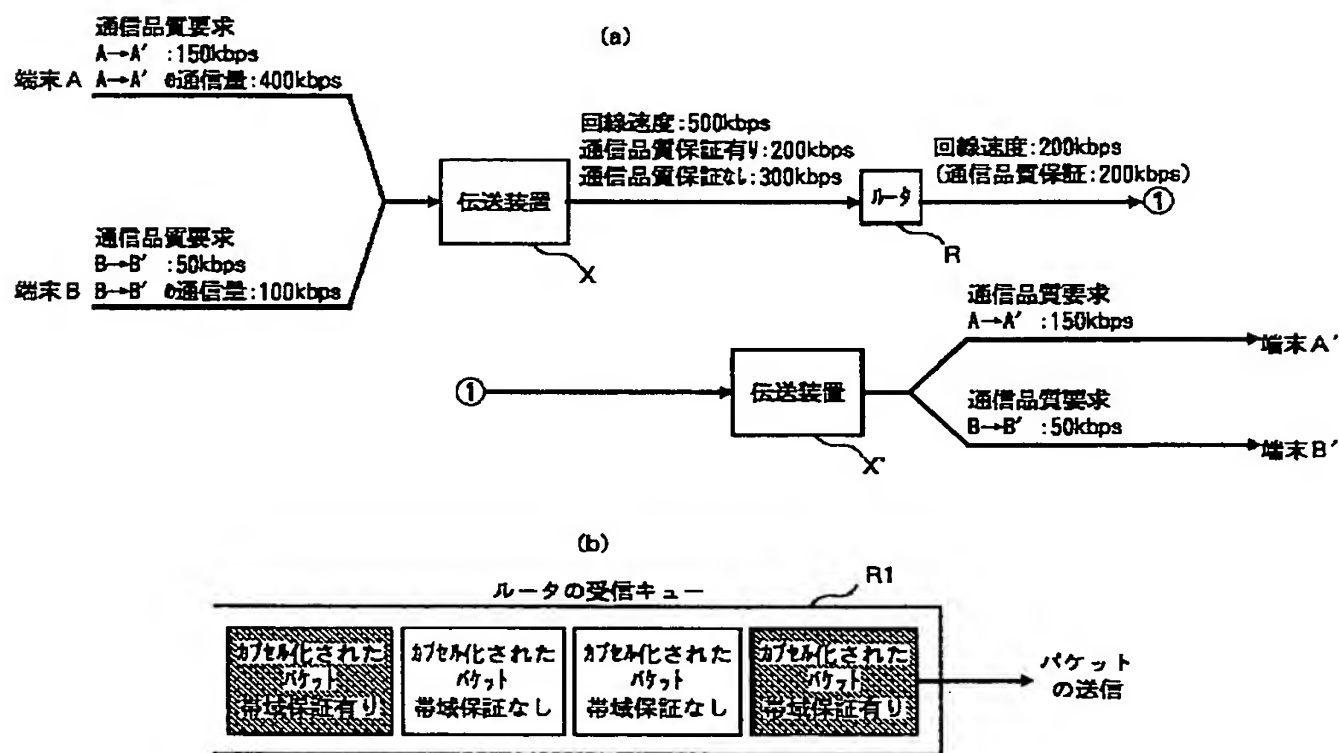 (a)
通信品質要求
A→A′ :150kbps
端末A A→A′ の通信量:400kbps
回線速度:500kbps
通信品質保証有り:200kbps
通信品質保証なし:300kbps
回線速度:200kbps
(通信品質保証:200kbps)
伝送装置
ルータ
①
X
R
通信品質要求
B→B′ :50kbps
端末B B→B′ の通信量:100kbps
通信品質要求
A→A′ :150kbps
端末A′
①
伝送装置
通信品質要求
B→B′ :50kbps
端末B′
X′
(b)
ルータの受信キュー
R1
カプセル化された
パケット
帯域保証有り
カプセル化された
パケット
帯域保証なし
カプセル化された
パケット
帯域保証なし
カプセル化された
パケット
帯域保証有り
パケット
の送信